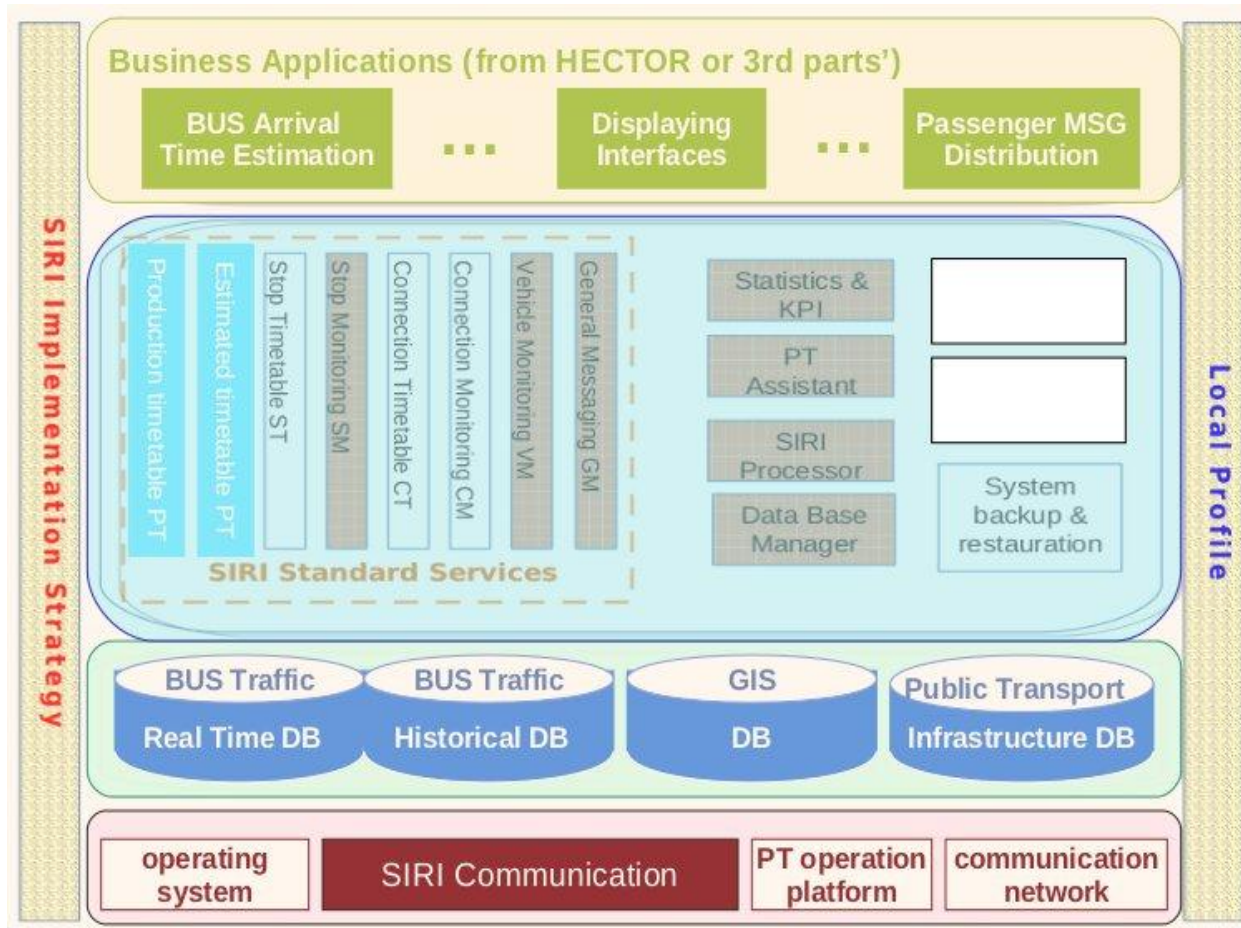 SIRI Implementation Strategy
Business Applications (from HECTOR or 3rd parts’)
BUS Arrival
Time Estimation
...
Displaying
Interfaces
...
Passenger MSG
Distribution
Production timetable PT
Estimated timetable PT
Stop Timetable ST
Stop Monitoring SM
Connection Timetable CT
Connection Monitoring CM
Vehicle Monitoring VM
General Messaging GM
SIRI Standard Services
Statistics &
KPI
PT
Assistant
SIRI
Processor
Data Base
Manager
System
backup &
restauration
BUS Traffic
Real Time DB
BUS Traffic
Historical DB
GIS
DB
Public Transport
Infrastructure DB
operating
system
SIRI Communication
PT operation
platform
communication
network
Local Profile